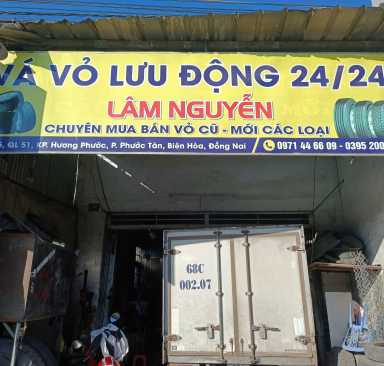 VÁ VỎ LƯU ĐỘNG 24/24
LÂM NGUYỄN
CHUYÊN MUA BÁN VỎ CŨ - MỚI CÁC LOẠI
QL 51, KP. Hương Phước, P. Phước Tân, Biên Hòa, Đồng Nai 0971 44 66 09 - 0395 200
68C
002.07